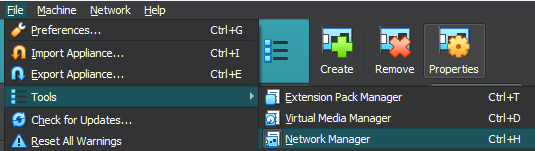 File Machine Network Help
Preferences...
Import Appliance... Ctrl+I
Export Appliance... Ctrl+E
Tools
Check for Updates...
Reset All Warnings
Create Remove Properties
Extension Pack Manager Ctrl+T
Virtual Media Manager Ctrl+D
Network Manager Ctrl+H